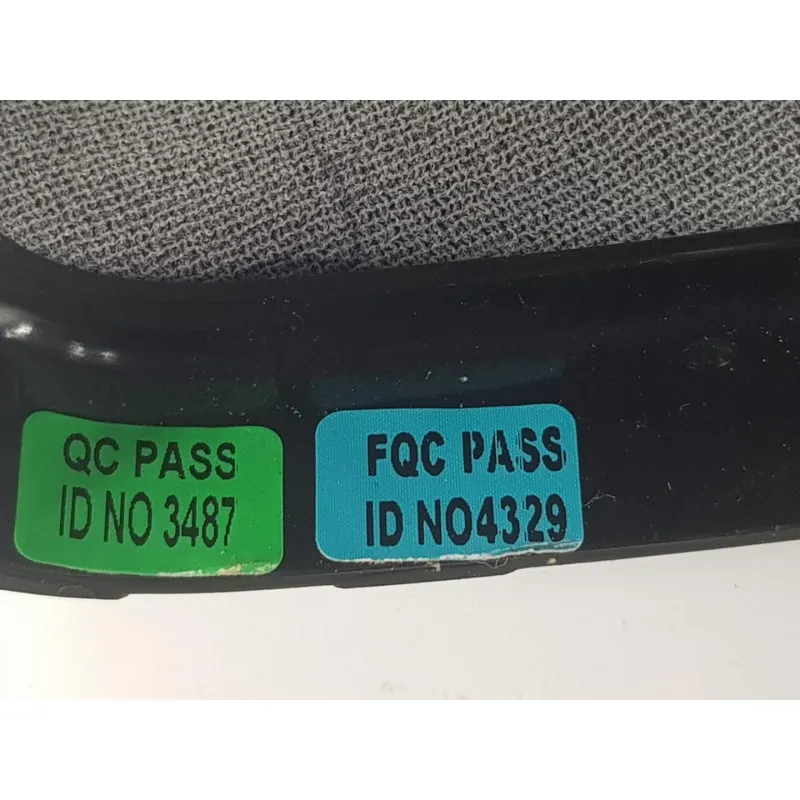 QC PASS
ID NO 3487
FQC PASS
ID NO4329